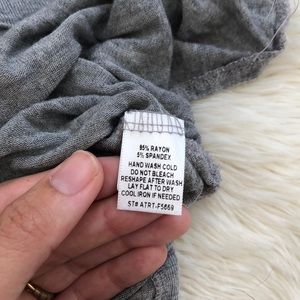 95% RAYON
5% SPANDEX
HAND WASH COLD
DO NOT BLEACH
RESHAPE AFTER WASH
LAY FLAT TO DRY
COOL IRON IF NEEDED
ST# ATRT-F5669